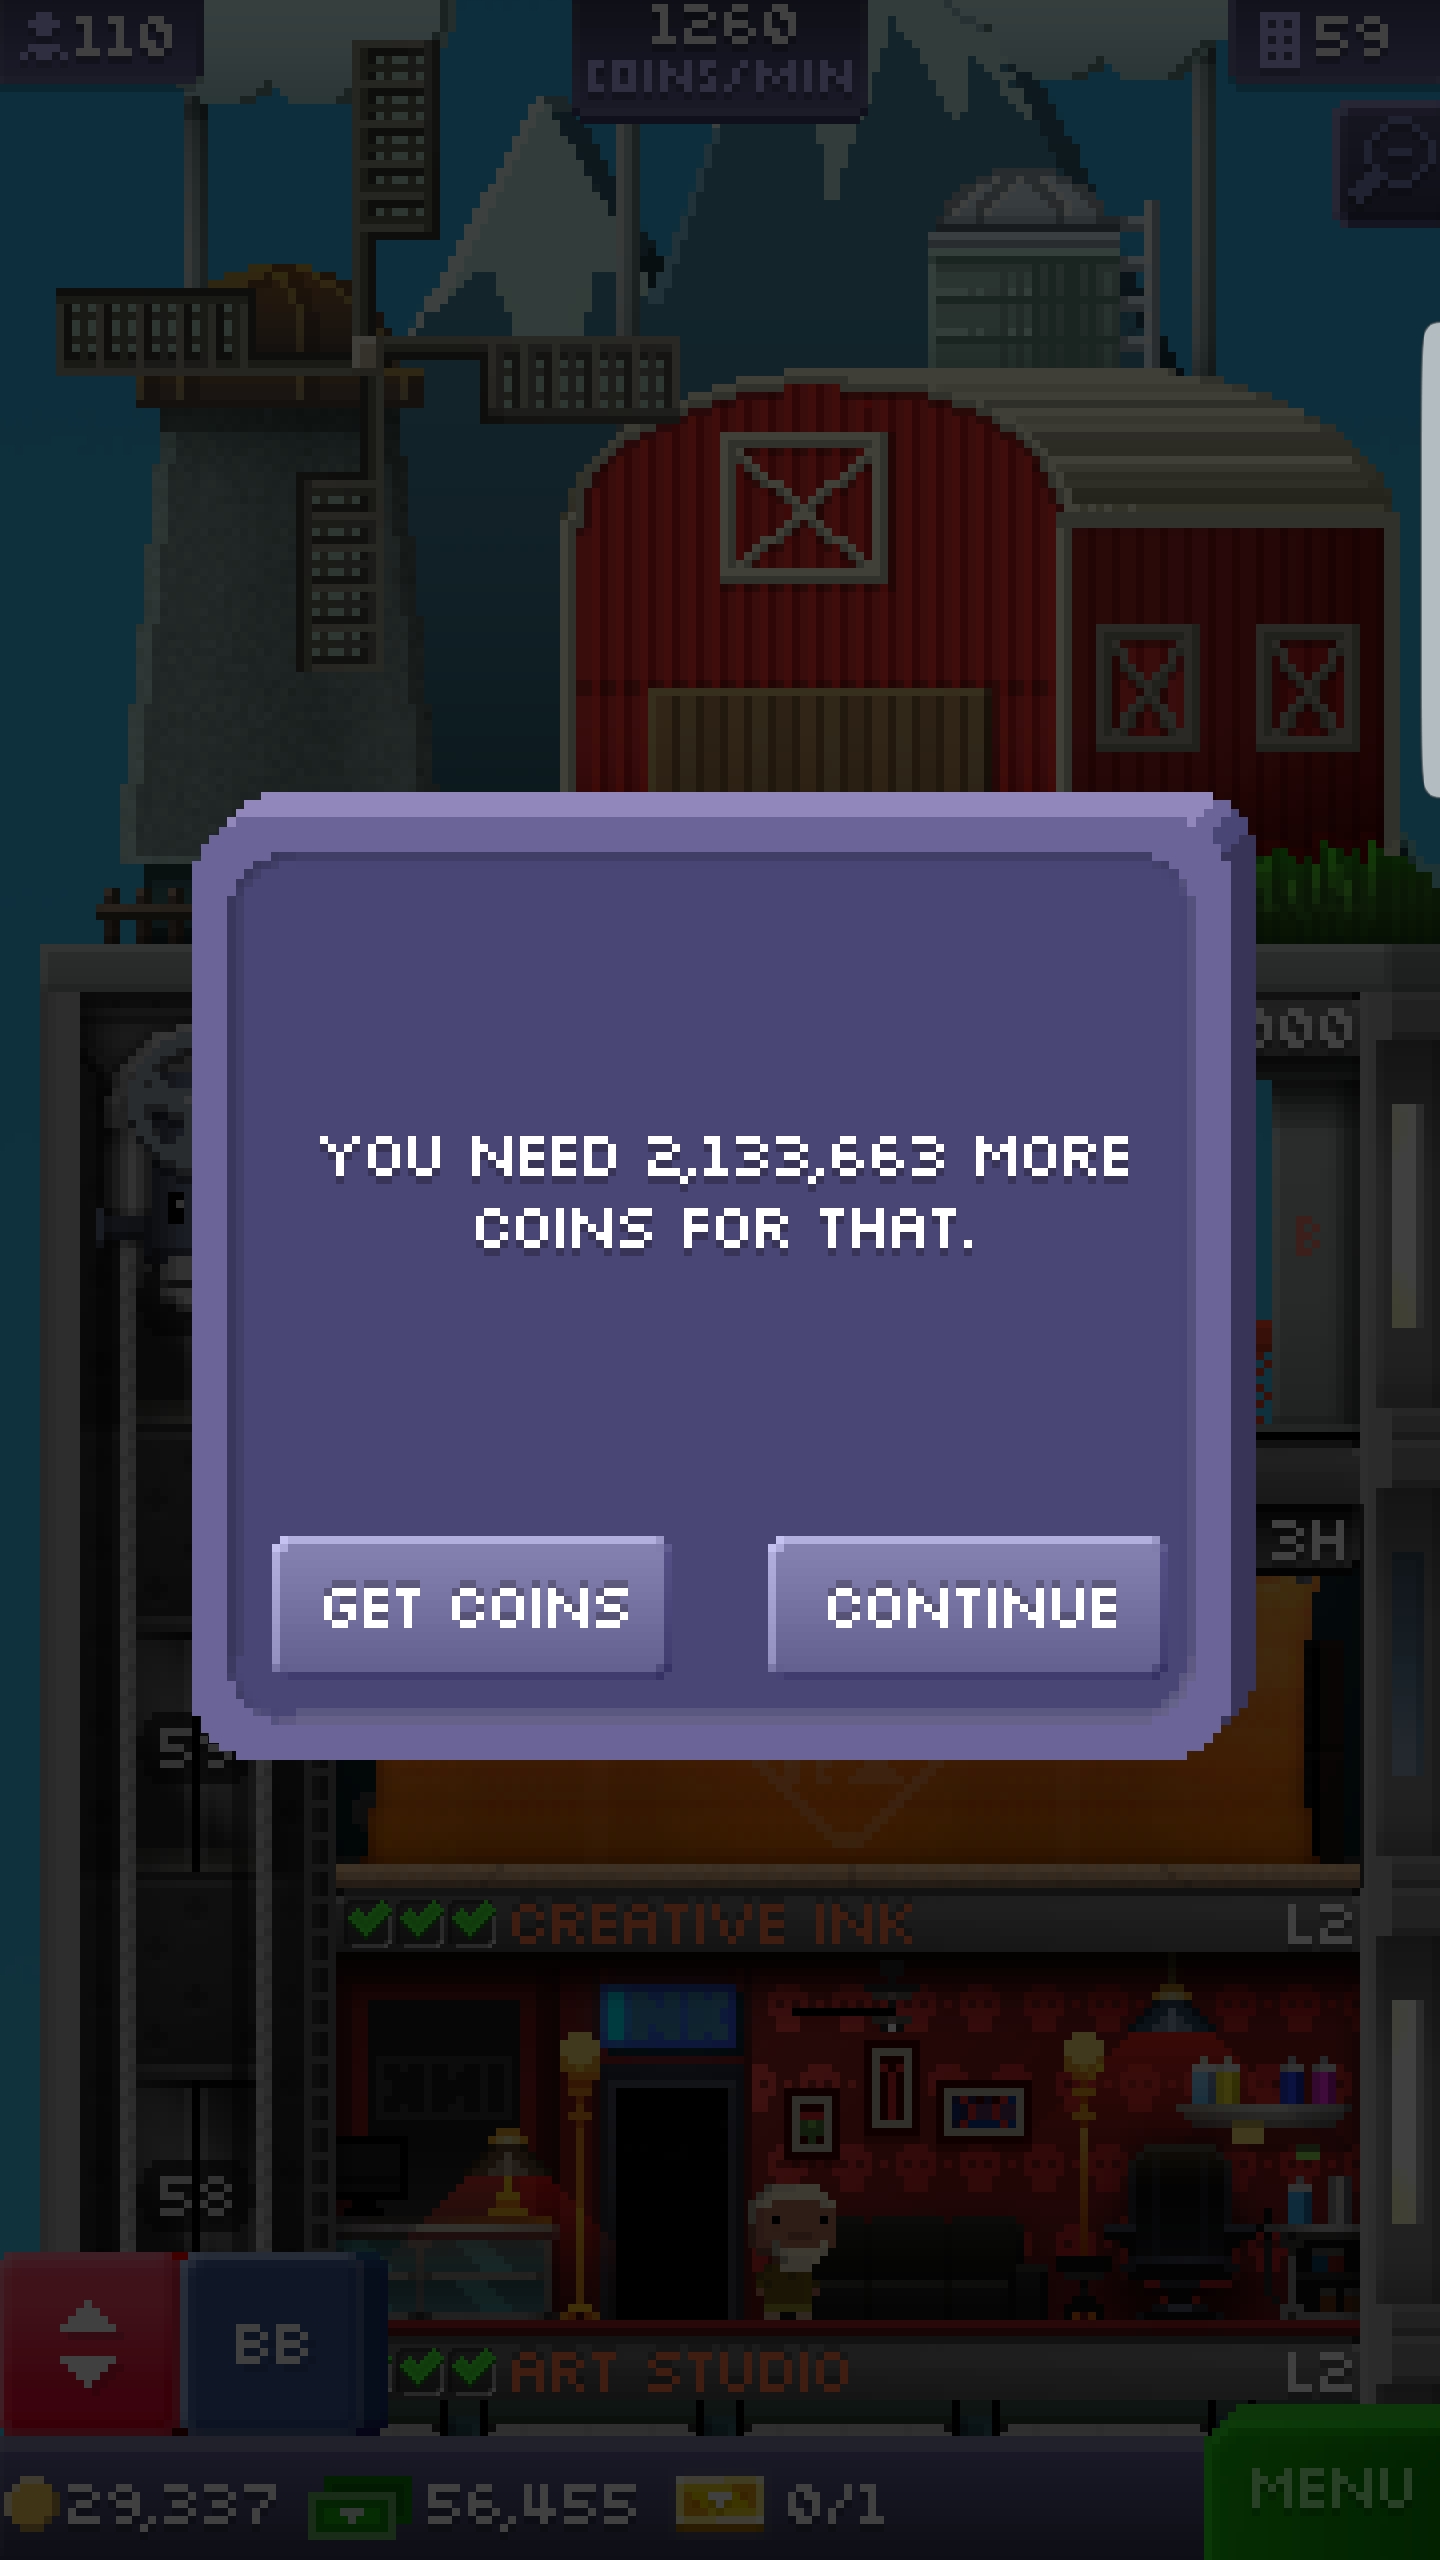 110
1260
COINS/MIN
59
000
YOU NEED 2,133,663 MORE
COINS FOR THAT.
B
GET COINS
CONTINUE
3H
CREATIVE INK
L2
INK
58
BB
ART STUDIO
L2
29,337
56,455
0/1
MENU